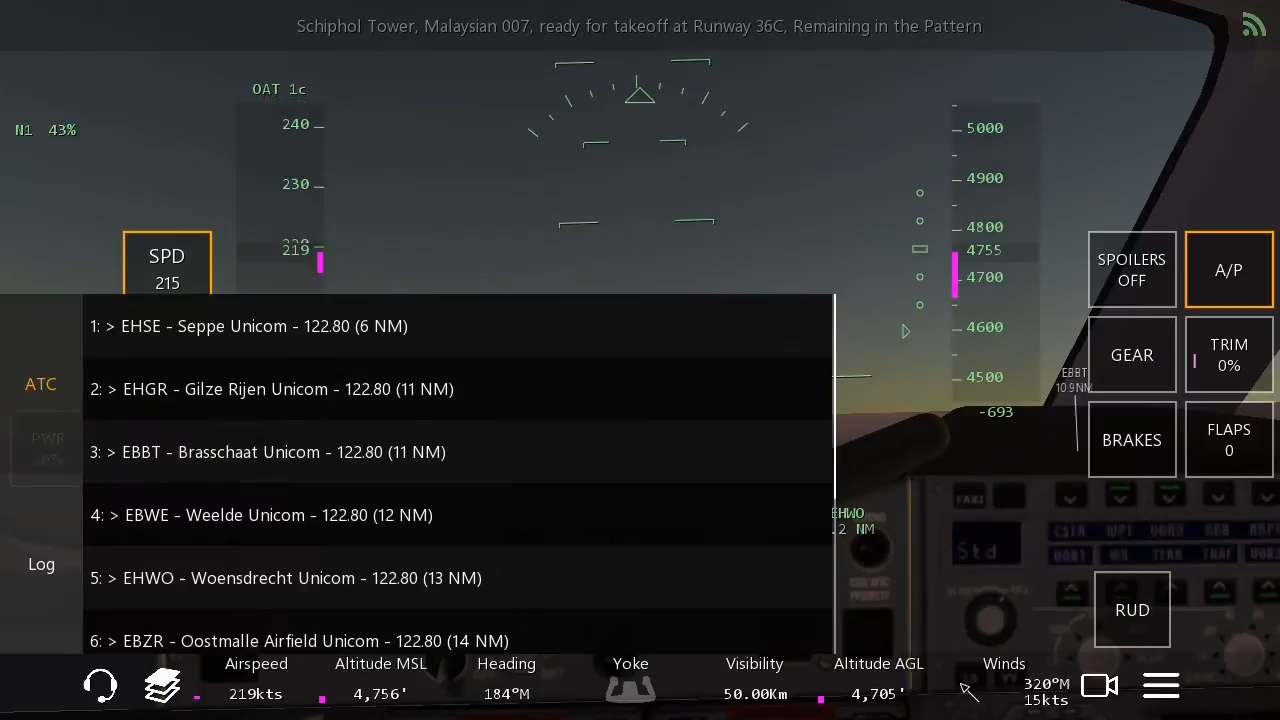 Schiphol Tower, Malaysian 007, ready for takeoff at Runway 36C, Remaining in the Pattern
OAT 1c
N1 43%
240
230
219
5000
4900
4800
4755
4700
4600
4500
-693
SPD
215
SPOILERS
OFF
A/P
GEAR
TRIM
0%
EBBT
10.9NM
BRAKES
FLAPS
0
ATC
PWR
Log
1: > EHSE - Seppe Unicom - 122.80 (6 NM)
2: > EHGR - Gilze Rijen Unicom - 122.80 (11 NM)
3: > EBBT - Brasschaat Unicom - 122.80 (11 NM)
4: > EBWE - Weelde Unicom - 122.80 (12 NM)
5: > EHWO - Woensdrecht Unicom - 122.80 (13 NM)
6: > EBZR - Oostmalle Airfield Unicom - 122.80 (14 NM)
EHWO
.2 NM
Std
RUD
Airspeed
219kts
Altitude MSL
4,756'
Heading
184°M
Yoke
Visibility
50.00Km
Altitude AGL
4,705'
Winds
320°M
15kts